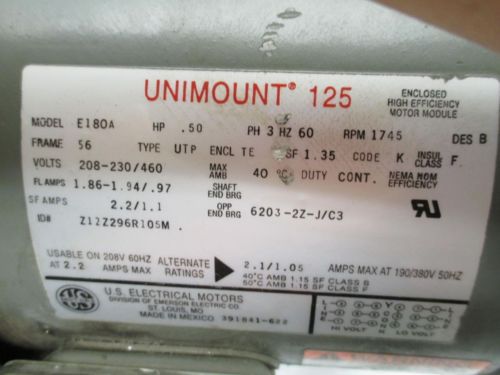 UNIMOUNT® 125
ENCLOSED
HIGH EFFICIENCY
MOTOR MODULE
MODEL E180A HP .50 PH 3 HZ 60 RPM 1745 DES B
FRAME 56 TYPE UTP ENCL TE SF 1.35 CODE K INSUL CLASS F
VOLTS 208-230/460 MAX AMB 40 °C DUTY CONT. NEMA NOM EFFICIENCY
FL AMPS 1.86-1.94/.97 SHAFT END BRG
SF AMPS 2.2/1.1 OPP END BRG 6203-2Z-J/C3
ID# Z12Z296R105M
USABLE ON 208V 60HZ ALTERNATE 2.1/1.05 AMPS MAX AT 190/380V 50HZ
AT 2.2 AMPS MAX RATINGS 40°C AMB 1.15 SF CLASS B
50°C AMB 1.15 SF CLASS F
U.S. ELECTRICAL MOTORS
DIVISION OF EMERSON ELECTRIC CO.
ST. LOUIS, MO
MADE IN MEXICO 391841-622
HI VOLT LO VOLT